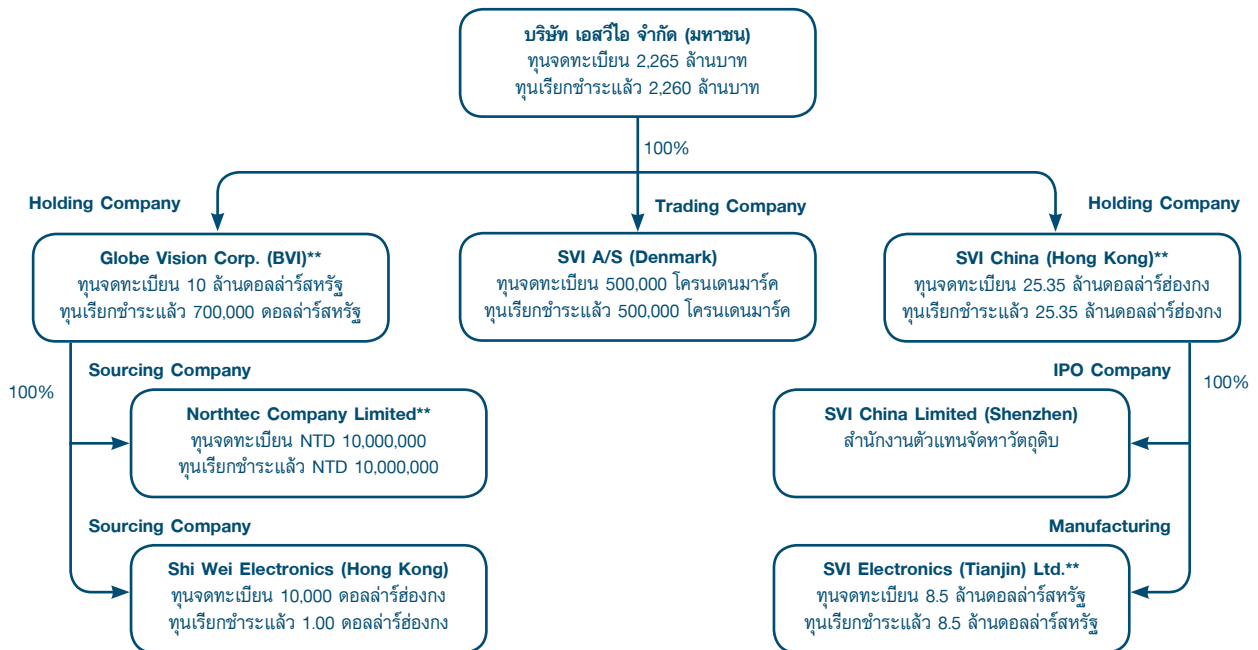 บริษัท เอสวีไอ จำกัด (มหาชน)
ทุนจดทะเบียน 2,265 ล้านบาท
ทุนเรียกชำระแล้ว 2,260 ล้านบาท
100%
Holding Company
Trading Company
Holding Company
Globe Vision Corp. (BVI)**
ทุนจดทะเบียน 10 ล้านดอลล่าร์สหรัฐ
ทุนเรียกชำระแล้ว 700,000 ดอลล่าร์สหรัฐ
SVI A/S (Denmark)
ทุนจดทะเบียน 500,000 โครนเดนมาร์ค
ทุนเรียกชำระแล้ว 500,000 โครนเดนมาร์ค
SVI China (Hong Kong)**
ทุนจดทะเบียน 25.35 ล้านดอลล่าร์ฮ่องกง
ทุนเรียกชำระแล้ว 25.35 ล้านดอลล่าร์ฮ่องกง
100%
Sourcing Company
Northtec Company Limited**
ทุนจดทะเบียน NTD 10,000,000
ทุนเรียกชำระแล้ว NTD 10,000,000
IPO Company
100%
SVI China Limited (Shenzhen)
สำนักงานตัวแทนจัดหาวัตถุดิบ
Sourcing Company
Shi Wei Electronics (Hong Kong)
ทุนจดทะเบียน 10,000 ดอลล่าร์ฮ่องกง
ทุนเรียกชำระแล้ว 1.00 ดอลล่าร์ฮ่องกง
Manufacturing
SVI Electronics (Tianjin) Ltd.**
ทุนจดทะเบียน 8.5 ล้านดอลล่าร์สหรัฐ
ทุนเรียกชำระแล้ว 8.5 ล้านดอลล่าร์สหรัฐ